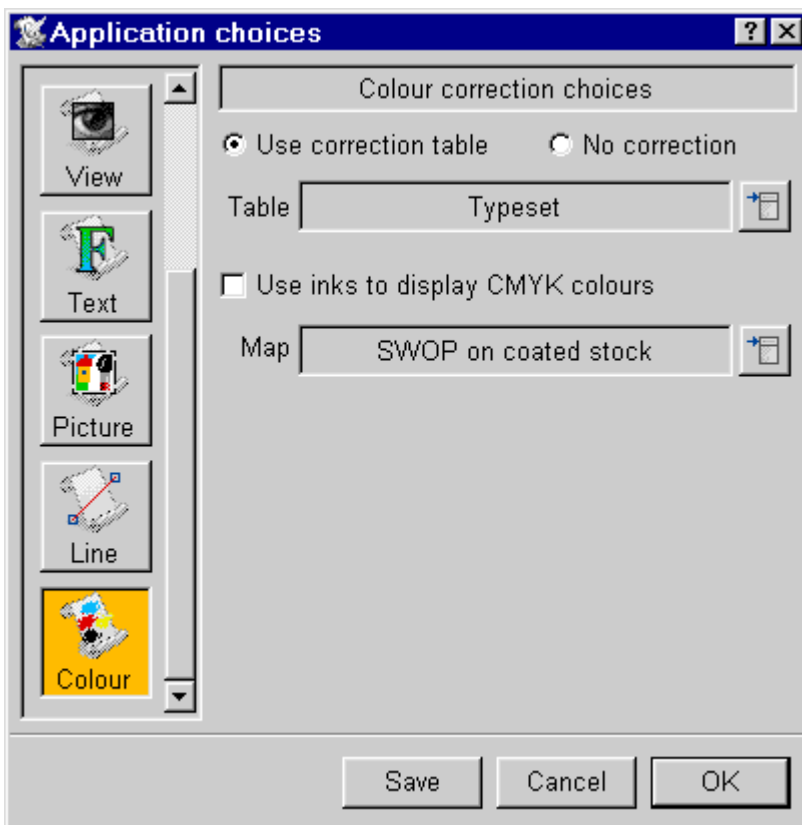 Application choices
View
Text
Picture
Line
Colour
Colour correction choices
Use correction table No correction
Table Typeset
Use inks to display CMYK colours
Map SWOP on coated stock
Save Cancel OK